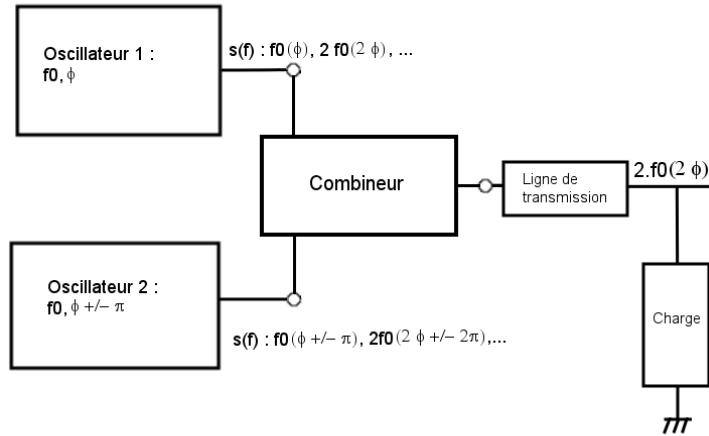 Oscillateur 1 :
f0, ϕ
s(f) : f0(ϕ), 2 f0(2 ϕ), ...
Combineur
Ligne de
transmission
2.f0(2 ϕ)
Oscillateur 2 :
f0, ϕ +/− π
s(f) : f0(ϕ +/− π), 2f0(2 ϕ +/− 2π),...
Charge